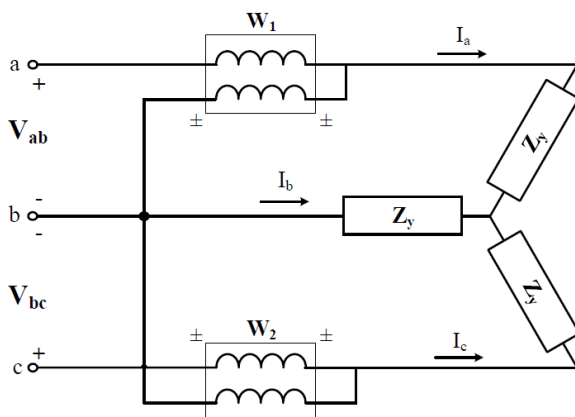 W1
Ia
a
+
± ±
Vab
Zy
-
Ib
b
Zy
-
Vbc
Zy
W2
+
± ±
Ic
c